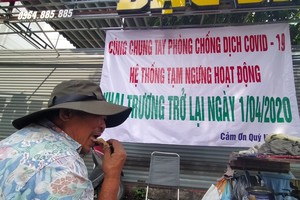 0964.885.885
CÙNG CHUNG TAY PHÒNG CHỐNG DỊCH COVID - 19
HỆ THỐNG TẠM NGƯNG HOẠT ĐỘNG
TRƯƠNG TRỞ LẠI NGÀY 1/04/2020
Cảm Ơn Quý